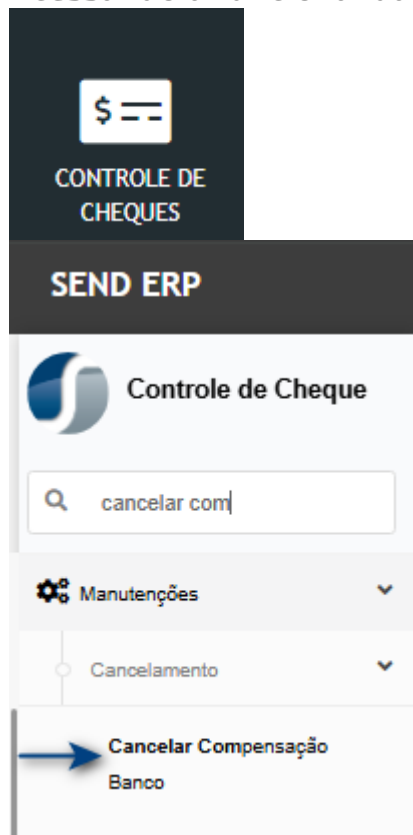 $
CONTROLE DE
CHEQUES
SEND ERP
Controle de Cheque
cancelar com
Manutenções
Cancelamento
Cancelar Compensação
Banco